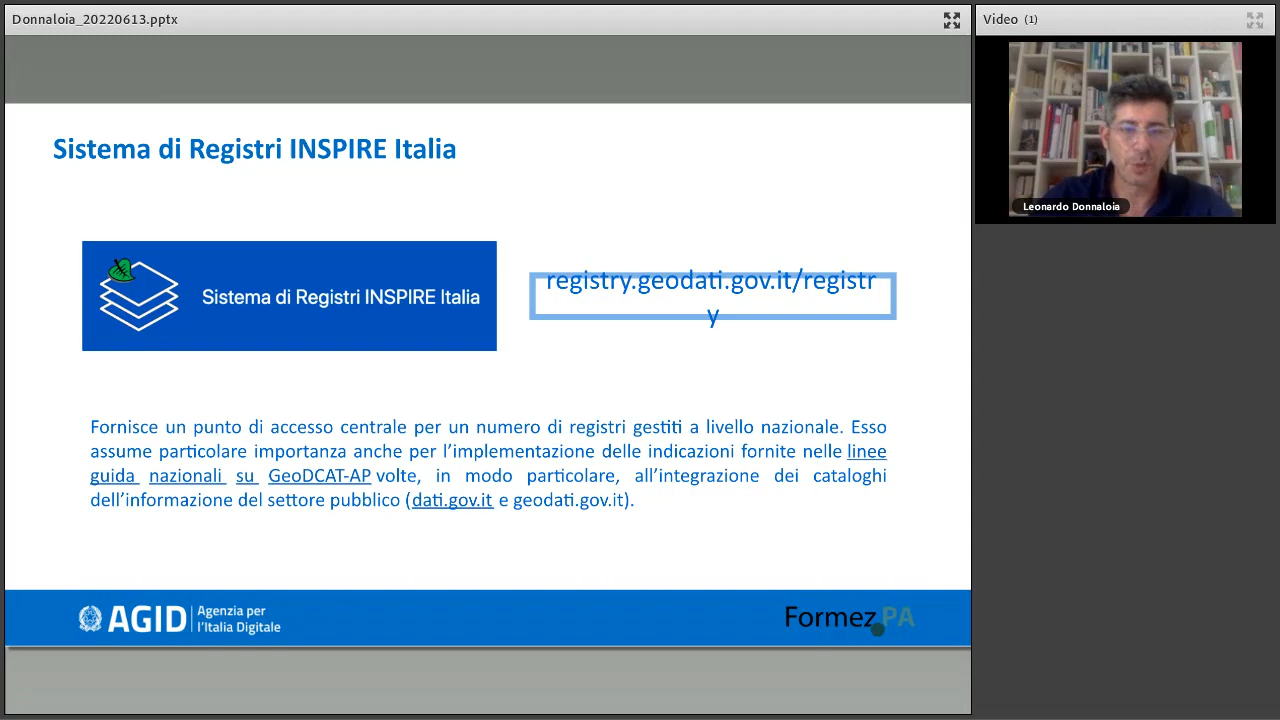 Donnaloia_20220613.pptx
Video (1)
Leonardo Donnaloia
Sistema di Registri INSPIRE Italia
Sistema di Registri INSPIRE Italia
registry.geodati.gov.it/registr
y
Fornisce un punto di accesso centrale per un numero di registri gestiti a livello nazionale. Esso
assume particolare importanza anche per l’implementazione delle indicazioni fornite nelle linee
guida nazionali su GeoDCAT-AP volte, in modo particolare, all’integrazione dei cataloghi
dell’informazione del settore pubblico (dati.gov.it e geodati.gov.it).
AGID
Agenzia per
l’Italia Digitale
Formez PA